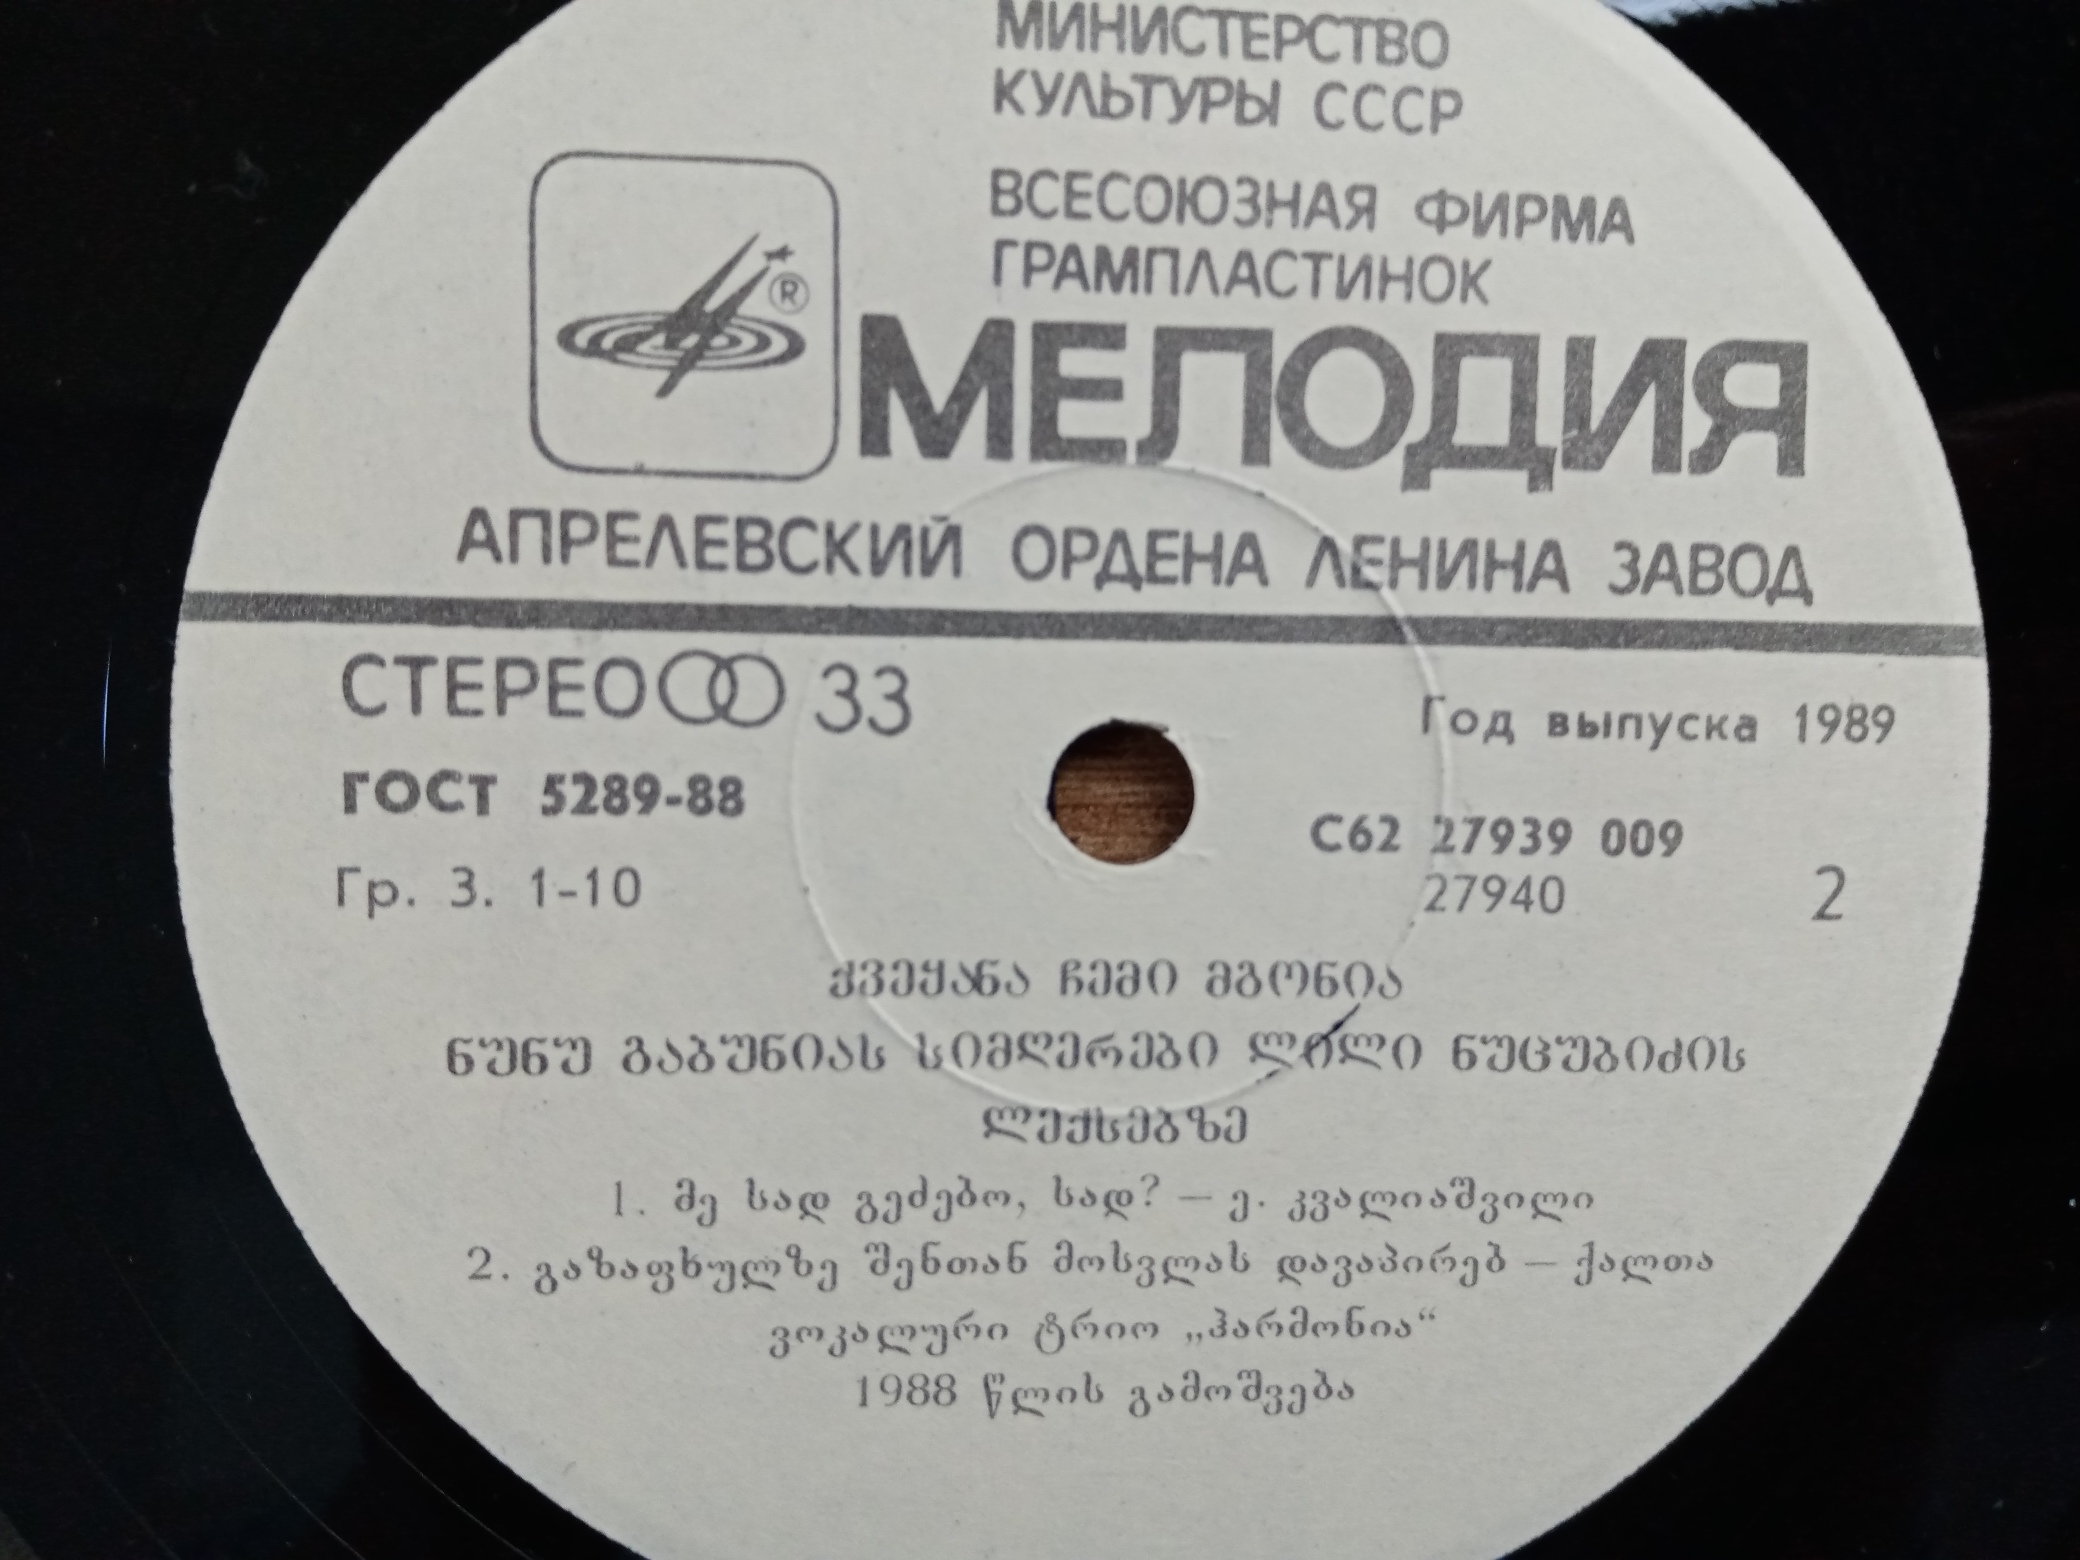 МИНИСТЕРСТВО
КУЛЬТУРЫ СССР
ВСЕСОЮЗНАЯ ФИРМА
ГРАМПЛАСТИНОК
®
МЕЛОДИЯ
АПРЕЛЕВСКИЙ ОРДЕНА ЛЕНИНА ЗАВОД
СТЕРЕО 33
Год выпуска 1989
ГОСТ 5289-88
С62 27939 009
Гр. 3. 1-10
27940
2
ქვეყანა ჩემი მგონია
ნუნუ გაბუნიას სიმღერები ლილი ნუცუბიძის
ლექსებზე
1. მე სად გეძებო, სად? — ე. კვალიაშვილი
2. გაზაფხულზე შენთან მოსვლას დავაპირებ — ქალთა
ვოკალური ტრიო „ჰარმონია“
1988 წლის გამოშვება